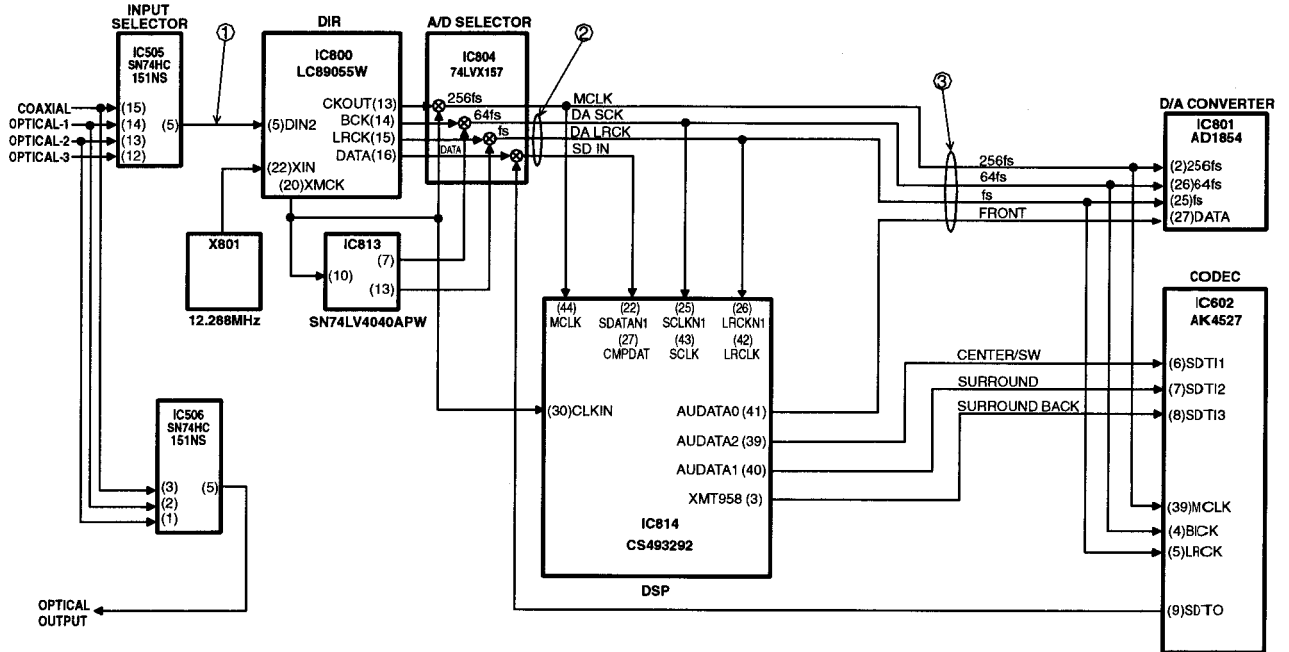 INPUT
SELECTOR
IC505
SN74HC
151NS
COAXIAL
OPTICAL-1
OPTICAL-2
OPTICAL-3
(15)
(14)
(13)
(12)
(5)
1
DIR
IC800
LC89055W
CKOUT(13)
BCK(14)
LRCK(15)
DATA(16)
(5)DIN2
(22)XIN
(20)XMCK
A/D SELECTOR
IC804
74LVX157
256fs
64fs
fs
DATA
2
MCLK
DA SCK
DA LRCK
SD IN
3
256fs
64fs
fs
FRONT
D/A CONVERTER
IC801
AD1854
(2)256fs
(26)64fs
(25)fs
(27)DATA
X801
12.288MHz
IC813
(7)
(10)
(13)
SN74LV4040APW
(44)
MCLK
(22)
SDATAN1
(27)
CMPDAT
(25)
SCLKN1
(43)
SCLK
(26)
LRCKN1
(42)
LRCLK
(30)CLKIN
AUDATA0 (41)
AUDATA2 (39)
AUDATA1 (40)
XMT958 (3)
IC814
CS493292
DSP
CENTER/SW
SURROUND
SURROUND BACK
CODEC
IC602
AK4527
(6)SDTI1
(7)SDTI2
(8)SDTI3
(39)MCLK
(4)BICK
(5)LRCK
(9)SDTO
IC506
SN74HC
151NS
(3)
(2)
(1)
(5)
OPTICAL
OUTPUT